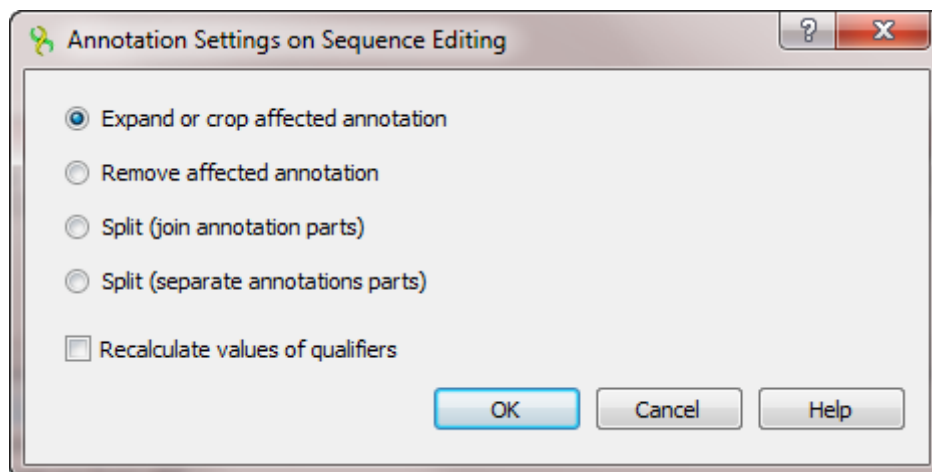 Annotation Settings on Sequence Editing
Expand or crop affected annotation
Remove affected annotation
Split (join annotation parts)
Split (separate annotations parts)
Recalculate values of qualifiers
OK Cancel Help